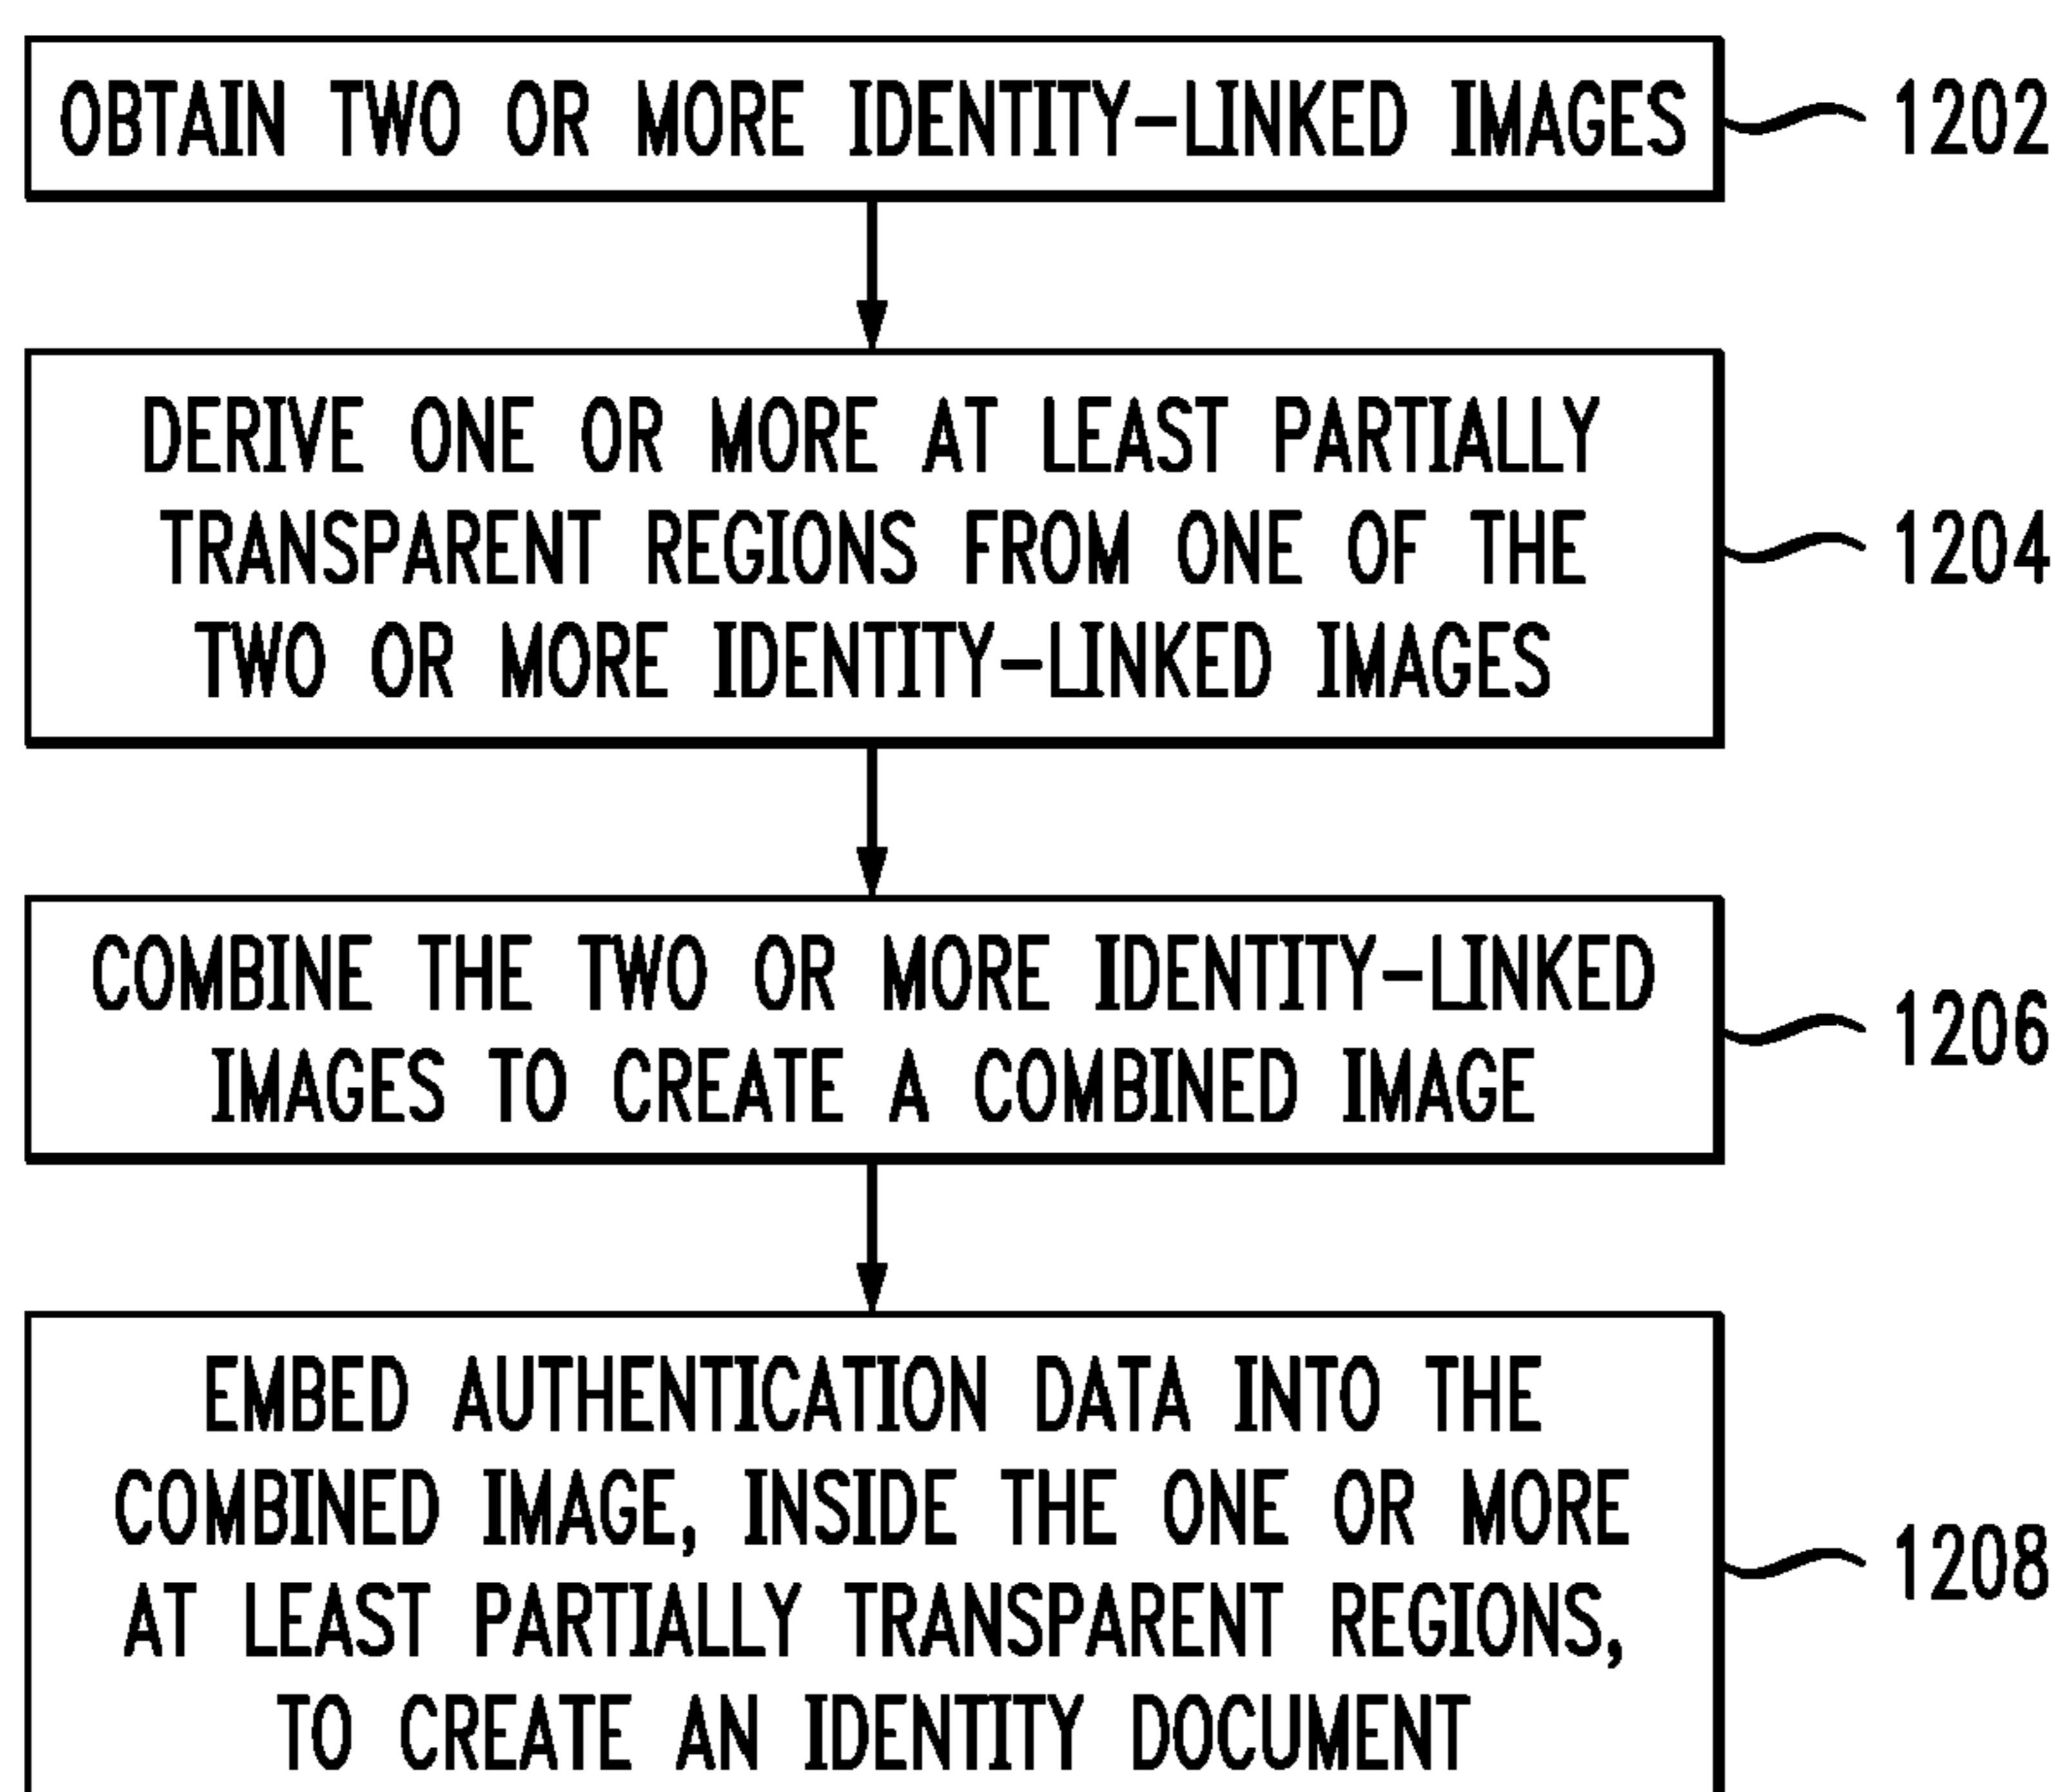 OBTAIN TWO OR MORE IDENTITY-LINKED IMAGES
1202
DERIVE ONE OR MORE AT LEAST PARTIALLY
TRANSPARENT REGIONS FROM ONE OF THE
TWO OR MORE IDENTITY-LINKED IMAGES
1204
COMBINE THE TWO OR MORE IDENTITY-LINKED
IMAGES TO CREATE A COMBINED IMAGE
1206
EMBED AUTHENTICATION DATA INTO THE
COMBINED IMAGE, INSIDE THE ONE OR MORE
AT LEAST PARTIALLY TRANSPARENT REGIONS,
TO CREATE AN IDENTITY DOCUMENT
1208